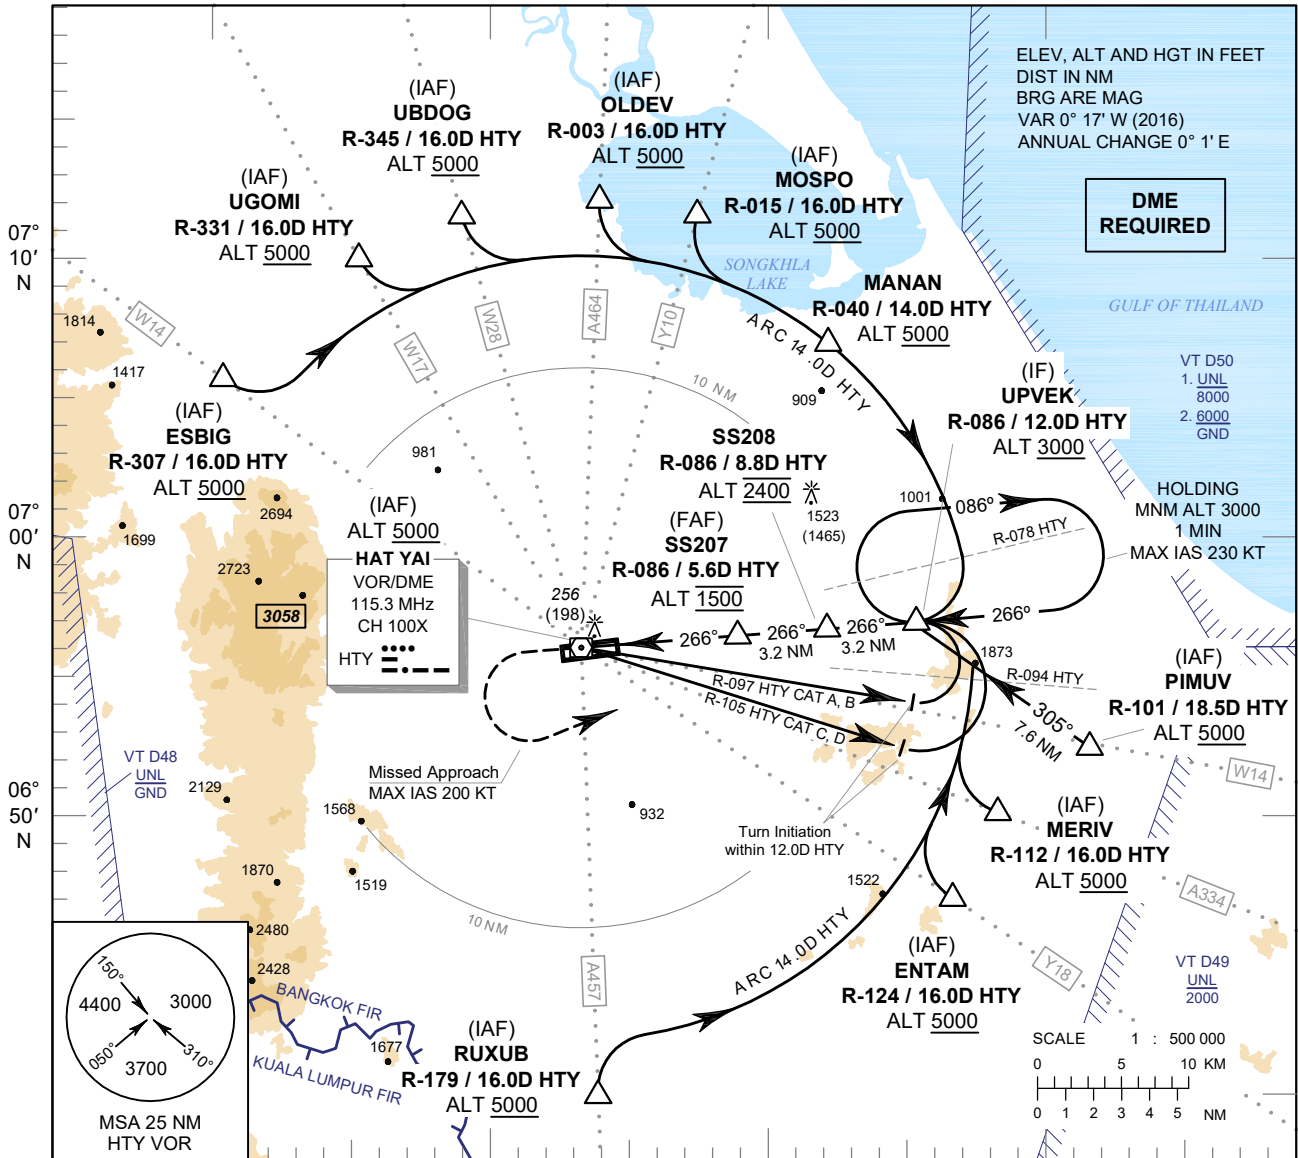 ELEV, ALT AND HGT IN FEET
DIST IN NM
BRG ARE MAG
VAR 0° 17' W (2016)
ANNUAL CHANGE 0° 1' E
DME
REQUIRED
(IAF)
UBDOG
R-345 / 16.0D HTY
ALT 5000
(IAF)
OLDEV
R-003 / 16.0D HTY
ALT 5000
(IAF)
MOSPO
R-015 / 16.0D HTY
ALT 5000
(IAF)
UGOMI
R-331 / 16.0D HTY
ALT 5000
07°
10'
N
SONGKHLA
LAKE
MANAN
R-040 / 14.0D HTY
ALT 5000
GULF OF THAILAND
1814
W14
W17
W28
A464
Y10
ARC 14.0D HTY
1417
10 NM
909
(IF)
UPVEK
R-086 / 12.0D HTY
ALT 3000
VT D50
1. UNL
8000
2. 6000
GND
(IAF)
ESBIG
R-307 / 16.0D HTY
ALT 5000
981
SS208
R-086 / 8.8D HTY
ALT 2400
1523
(1465)
1001
086°
R-078 HTY
HOLDING
MNM ALT 3000
1 MIN
MAX IAS 230 KT
07°
00'
N
2694
1699
2723
3058
(IAF)
ALT 5000
HAT YAI
VOR/DME
115.3 MHz
CH 100X
HTY
(FAF)
SS207
R-086 / 5.6D HTY
ALT 1500
256
(198)
266°
266°
3.2 NM
266°
3.2 NM
266°
1873
R-094 HTY
R-097 HTY CAT A, B
R-105 HTY CAT C, D
305°
7.6 NM
(IAF)
PIMUV
R-101 / 18.5D HTY
ALT 5000
W14
VT D48
UNL
GND
Missed Approach
MAX IAS 200 KT
2129
06°
50'
N
1568
932
Turn Initiation
within 12.0D HTY
(IAF)
MERIV
R-112 / 16.0D HTY
ALT 5000
1870
1519
1522
A334
10 NM
2480
2428
ARC 14.0D HTY
(IAF)
ENTAM
R-124 / 16.0D HTY
ALT 5000
Y18
VT D49
UNL
2000
A457
150°
4400
3000
050°
310°
3700
MSA 25 NM
HTY VOR
BANGKOK FIR
KUALA LUMPUR FIR
1677
(IAF)
RUXUB
R-179 / 16.0D HTY
ALT 5000
SCALE 1 : 500 000
0 5 10 KM
0 1 2 3 4 5 NM